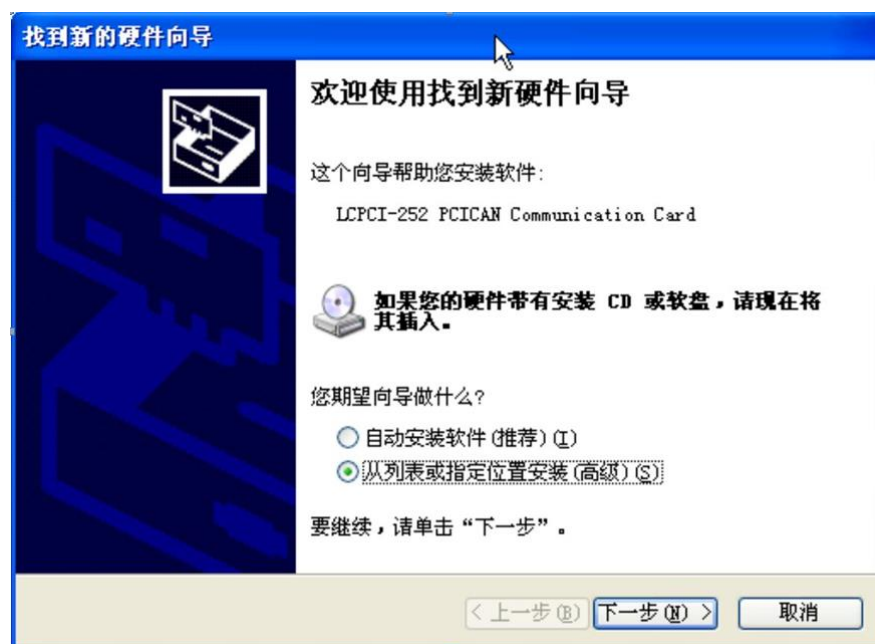 找到新的硬件向导
欢迎使用找到新硬件向导
这个向导帮助您安装软件:
LCPCI-252 PCICAN Communication Card
如果您的硬件带有安装 CD 或软盘，请现在将
其插入。
您期望向导做什么?
自动安装软件(推荐)(I)
从列表或指定位置安装(高级)(S)
要继续，请单击“下一步”。
< 上一步(B) 下一步(N) > 取消